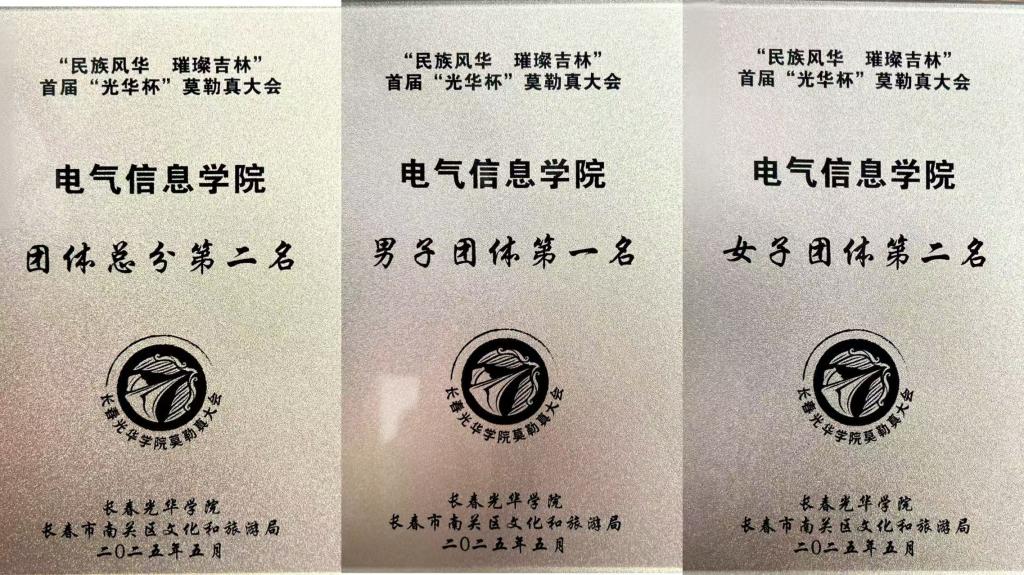 “民族风华 璀璨吉林”
首届“光华杯”莫勒真大会
电气信息学院
团体总分第二名
长春光华学院莫勒真大会
长春光华学院
长春市南关区文化和旅游局
二〇二五年五月
“民族风华 璀璨吉林”
首届“光华杯”莫勒真大会
电气信息学院
男子团体第一名
长春光华学院莫勒真大会
长春光华学院
长春市南关区文化和旅游局
二〇二五年五月
“民族风华 璀璨吉林”
首届“光华杯”莫勒真大会
电气信息学院
女子团体第二名
长春光华学院莫勒真大会
长春光华学院
长春市南关区文化和旅游局
二〇二五年五月